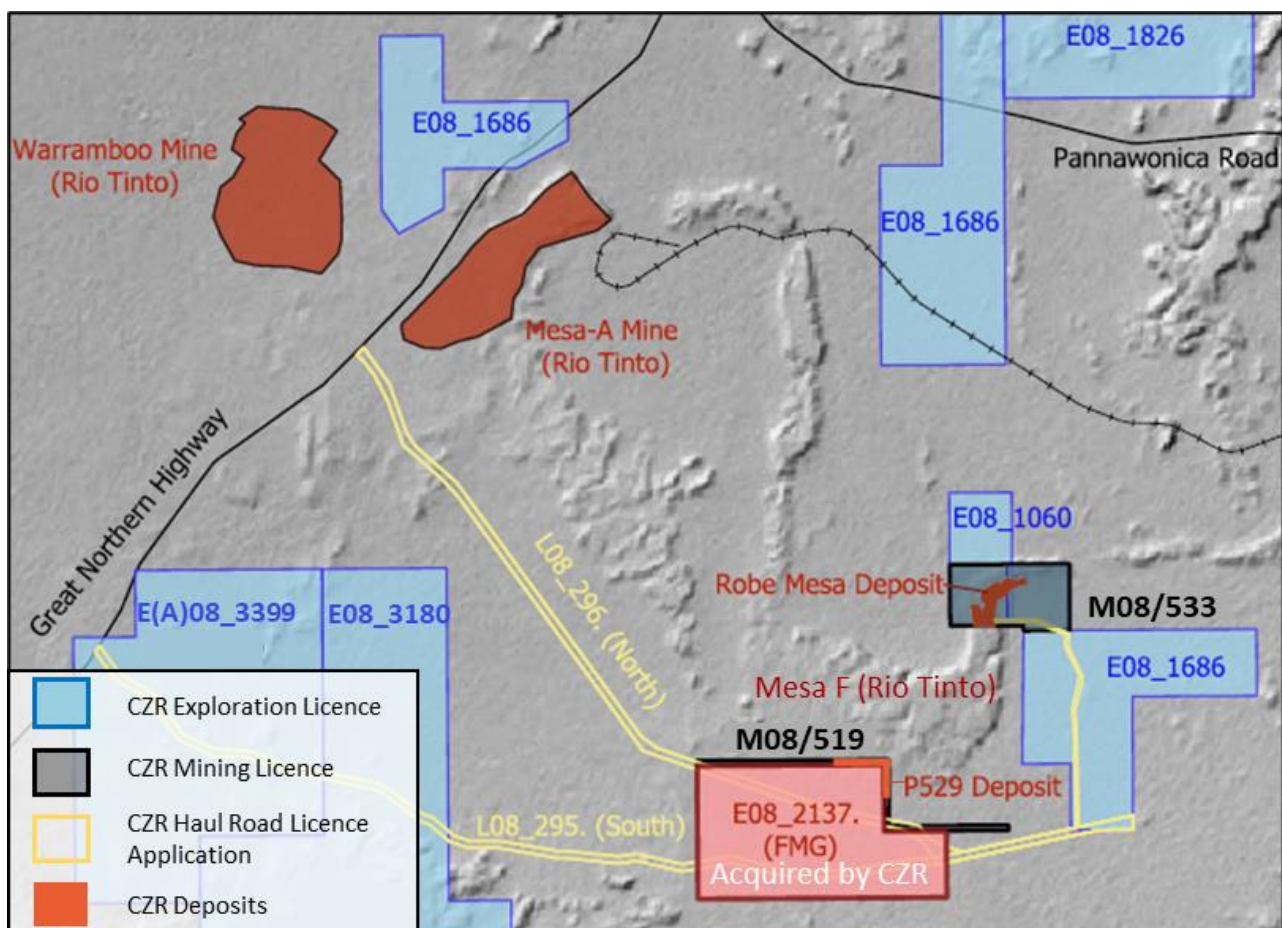 E08_1826
E08_1686
Warramboo Mine
(Rio Tinto)
Pannawonica Road
E08_1686
Mesa-A Mine
(Rio Tinto)
Great Northern Highway
L08_296. (North)
E08_1060
Robe Mesa Deposit
M08/533
E(A)08_3399
E08_3180
E08_1686
Mesa F (Rio Tinto)
M08/519
P529 Deposit
L08_295. (South)
E08_2137.
(FMG)
Acquired by CZR
CZR Exploration Licence
CZR Mining Licence
CZR Haul Road Licence
Application
CZR Deposits